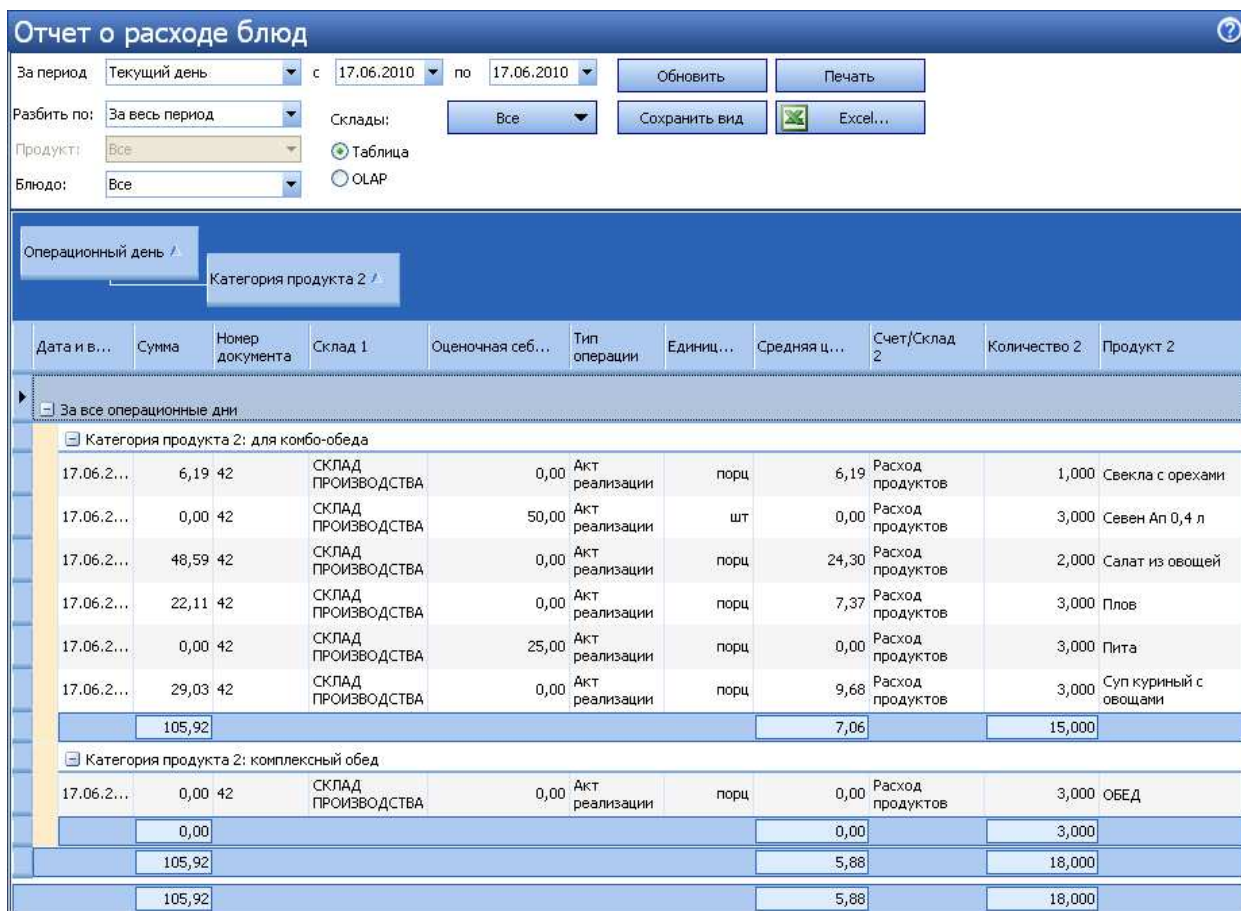 Отчет о расходе блюд
За период Текущий день с 17.06.2010 по 17.06.2010 Обновить Печать
Разбить по: За весь период Склады: Все Сохранить вид Excel...
Продукт: Все Таблица
Блюдо: Все OLAP
Операционный день
Категория продукта 2
Дата и в... Сумма Номер документа Склад 1 Оценочная себ... Тип операции Единиц... Средняя ц... Счет/Склад 2 Количество 2 Продукт 2
За все операционные дни
Категория продукта 2: для комбо-обеда
17.06.2... 6,19 42 СКЛАД ПРОИЗВОДСТВА 0,00 Акт реализации порц 6,19 Расход продуктов 1,000 Свекла с орехами
17.06.2... 0,00 42 СКЛАД ПРОИЗВОДСТВА 50,00 Акт реализации шт 0,00 Расход продуктов 3,000 Севен Ап 0,4 л
17.06.2... 48,59 42 СКЛАД ПРОИЗВОДСТВА 0,00 Акт реализации порц 24,30 Расход продуктов 2,000 Салат из овощей
17.06.2... 22,11 42 СКЛАД ПРОИЗВОДСТВА 0,00 Акт реализации порц 7,37 Расход продуктов 3,000 Плов
17.06.2... 0,00 42 СКЛАД ПРОИЗВОДСТВА 25,00 Акт реализации порц 0,00 Расход продуктов 3,000 Пита
17.06.2... 29,03 42 СКЛАД ПРОИЗВОДСТВА 0,00 Акт реализации порц 9,68 Расход продуктов 3,000 Суп куриный с овощами
105,92 7,06 15,000
Категория продукта 2: комплексный обед
17.06.2... 0,00 42 СКЛАД ПРОИЗВОДСТВА 0,00 Акт реализации порц 0,00 Расход продуктов 3,000 ОБЕД
0,00 0,00 3,000
105,92 5,88 18,000
105,92 5,88 18,000